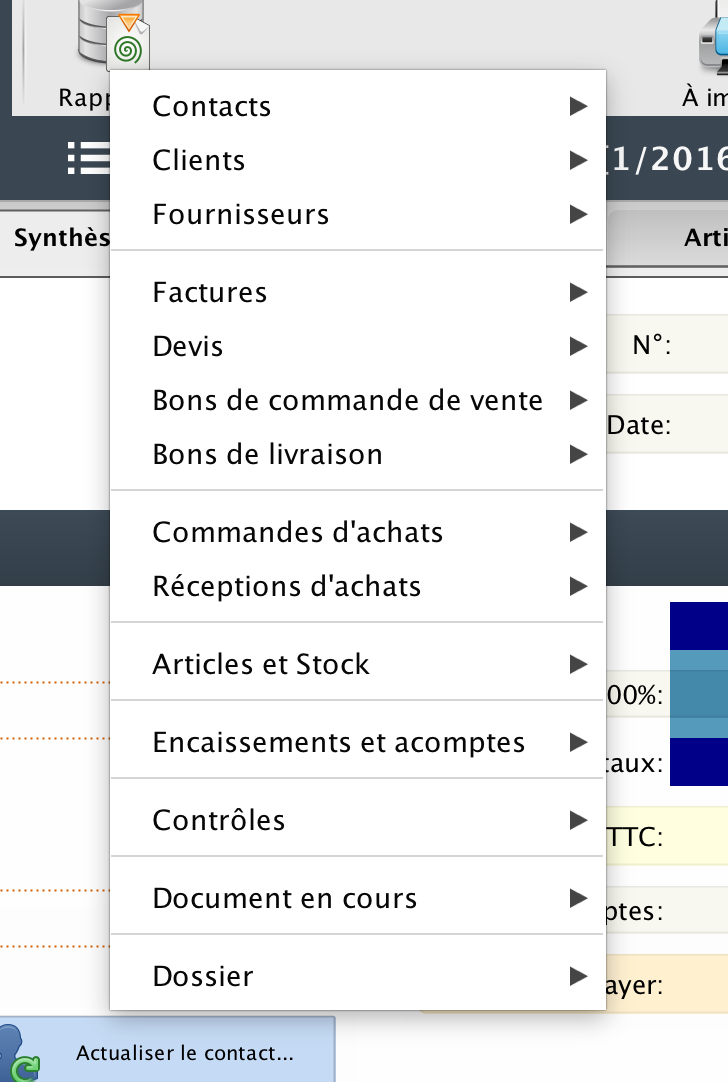 Rapp
À im
Contacts
Clients
Fournisseurs
Factures
Devis
Bons de commande de vente
Bons de livraison
Commandes d'achats
Réceptions d'achats
Articles et Stock
Encaissements et acomptes
Contrôles
Document en cours
Dossier
1/2016
Synthès
Arti
N°:
Date:
00%:
taux:
TTC:
ptes:
ayer:
Actualiser le contact...